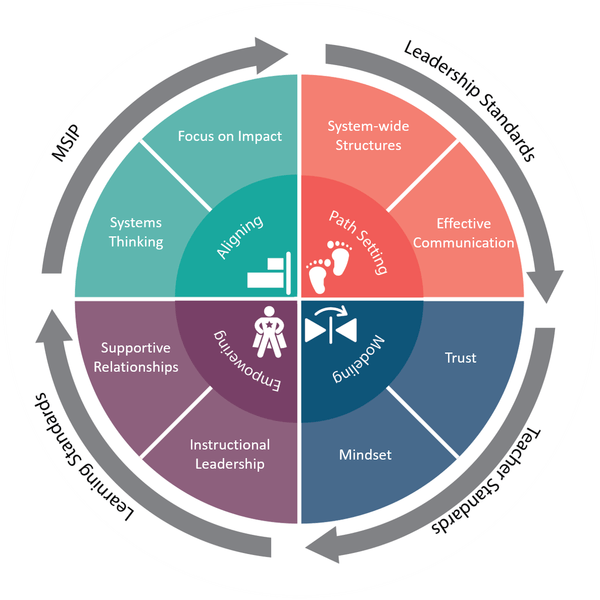 MSIP
Leadership Standards
Focus on Impact
System-wide
Structures
Systems
Thinking
Effective
Communication
Aligning
Path Setting
Empowering
Modeling
Supportive
Relationships
Trust
Instructional
Leadership
Mindset
Learning Standards
Teacher Standards